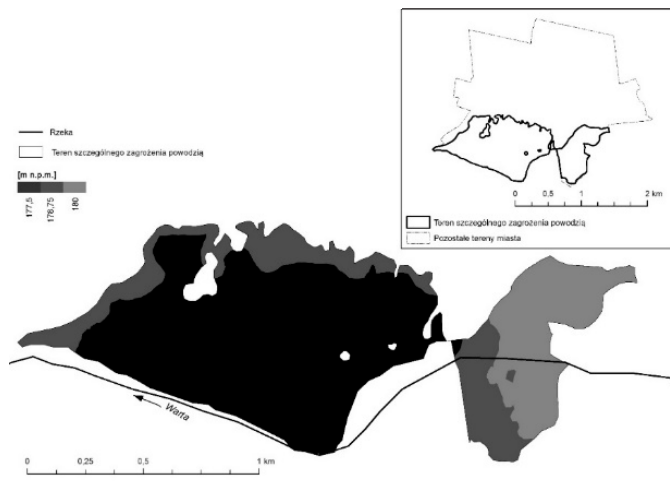 Rzeka
Teren szczególnego zagrożenia powodzią
[m n.p.m.]
177,5
178,75
180
0 0,5 1 2 km
Teren szczególnego zagrożenia powodzią
Pozostałe tereny miasta
Warta
0 0,25 0,5 1 km